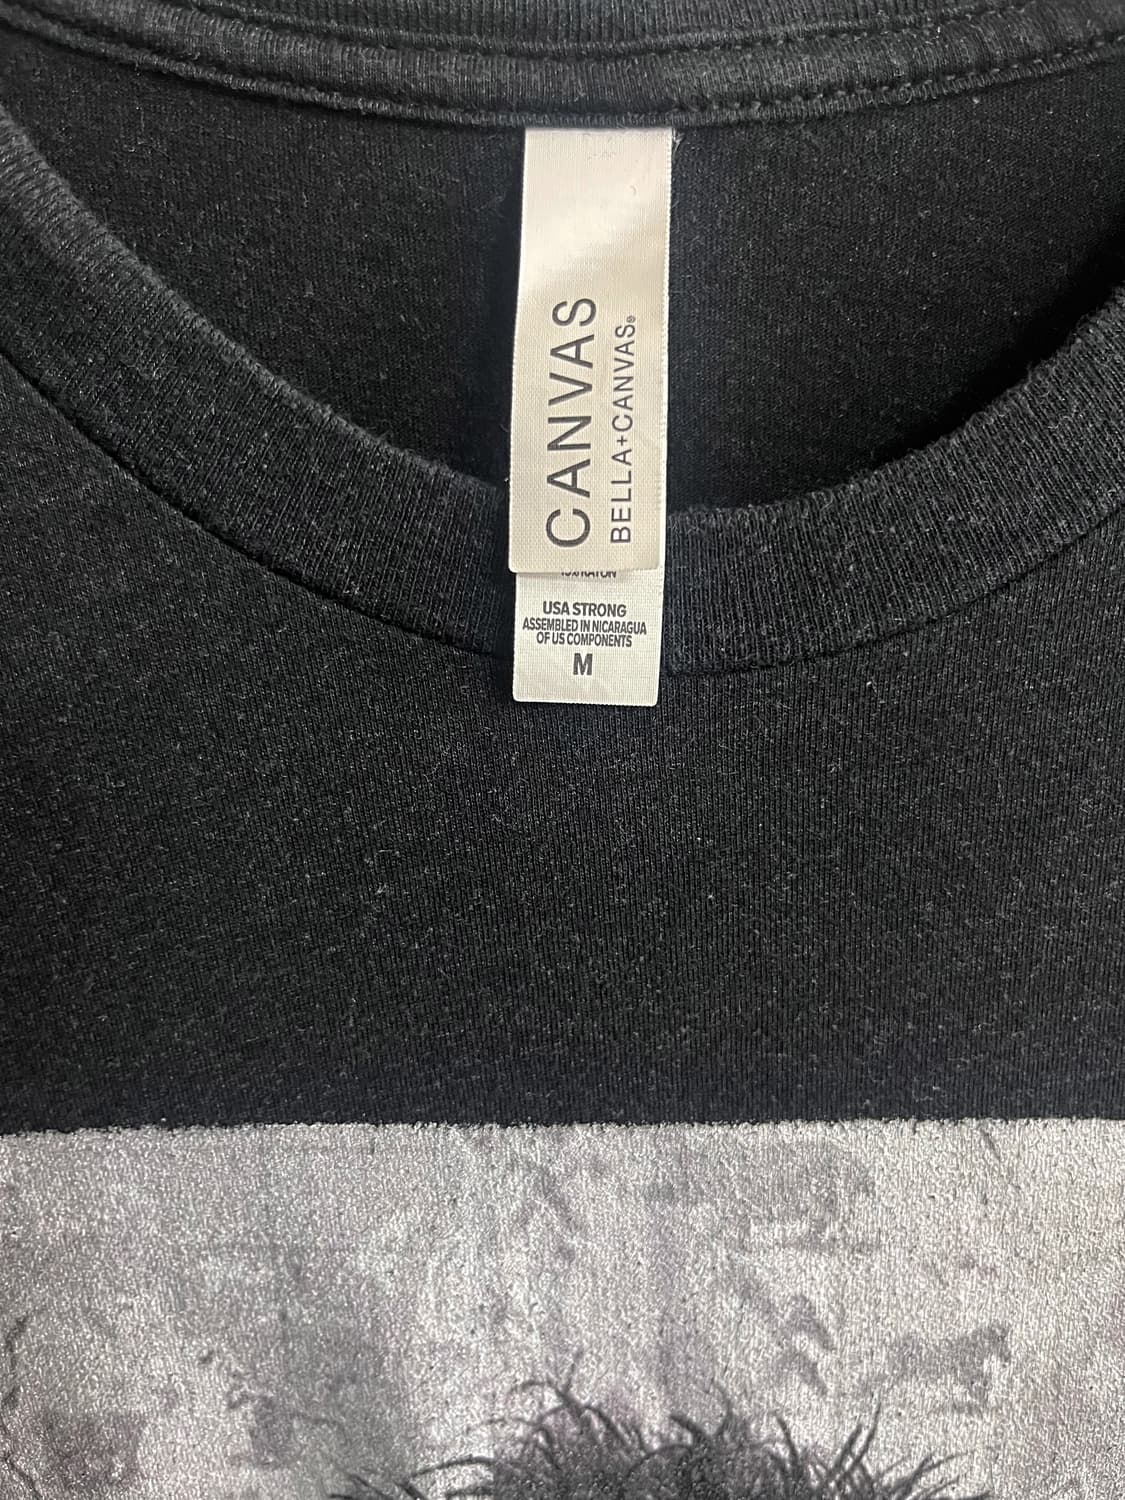 CANVAS
BELLA+CANVAS®
USA STRONG
ASSEMBLED IN NICARAGUA
OF US COMPONENTS
M